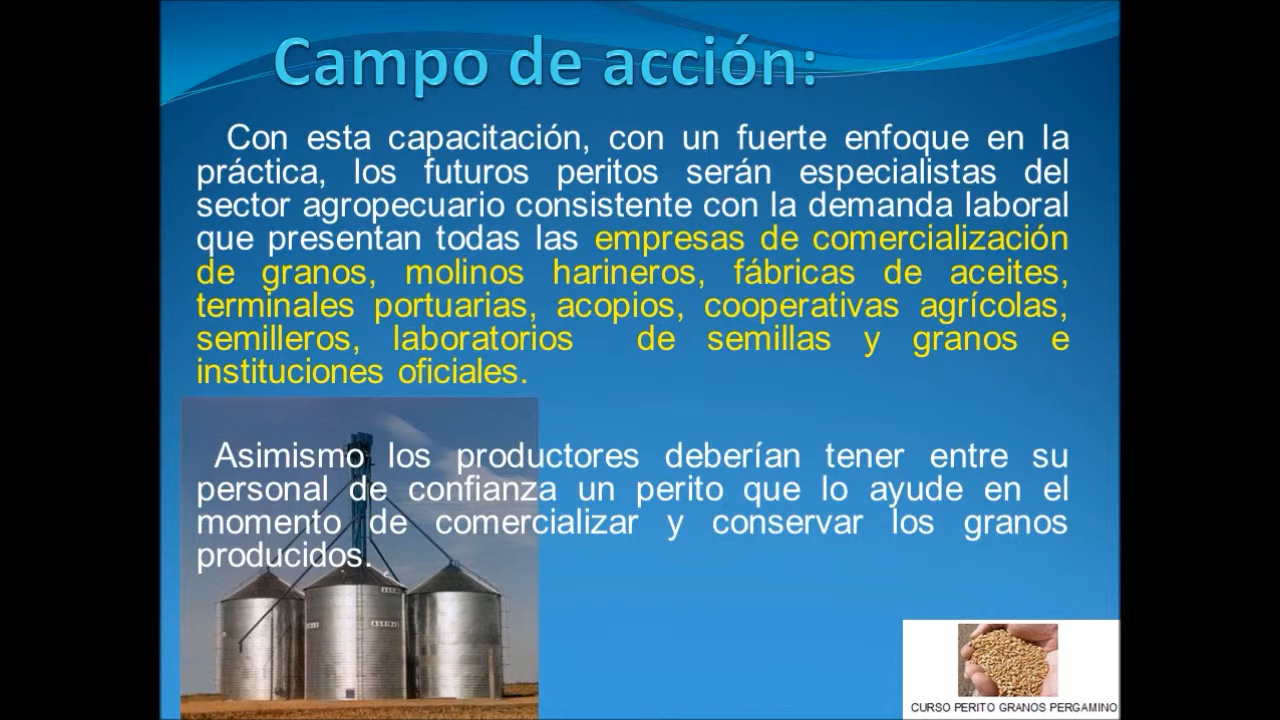 Campo de acción:
Con esta capacitación, con un fuerte enfoque en la
práctica, los futuros peritos serán especialistas del
sector agropecuario consistente con la demanda laboral
que presentan todas las empresas de comercialización
de granos, molinos harineros, fábricas de aceites,
terminales portuarias, acopios, cooperativas agrícolas,
semilleros, laboratorios de semillas y granos e
instituciones oficiales.
Asimismo los productores deberían tener entre su
personal de confianza un perito que lo ayude en el
momento de comercializar y conservar los granos
producidos.
CURSO PERITO GRANOS PERGAMINO